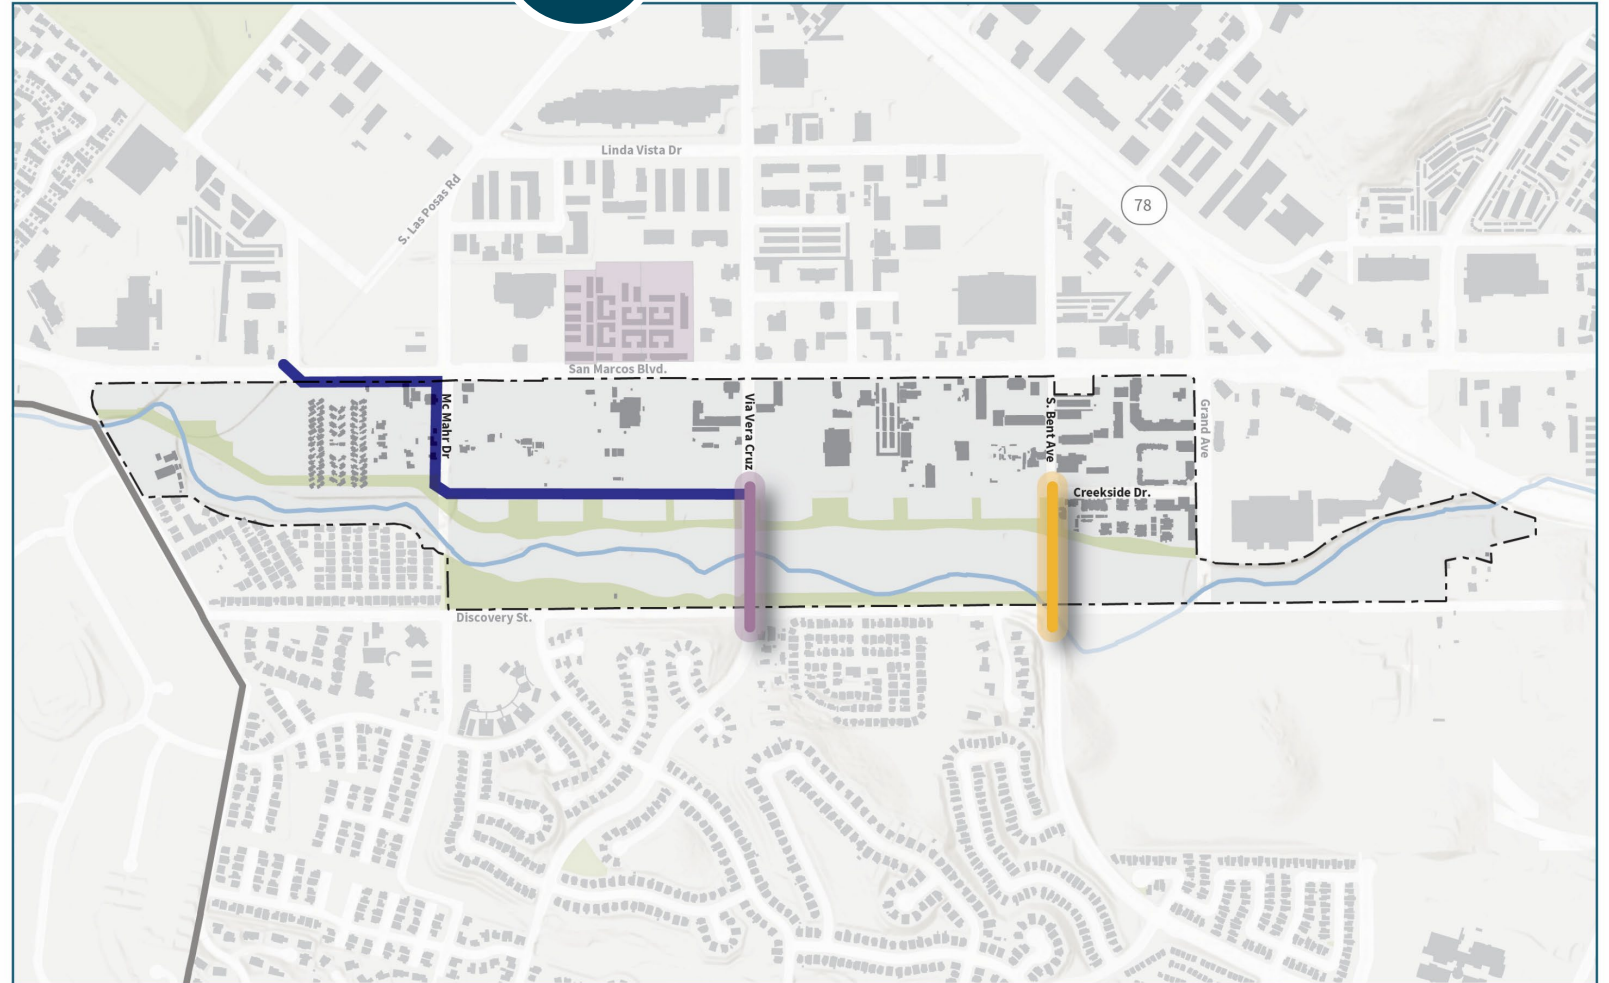 Linda Vista Dr
S. Las Posas Rd
78
San Marcos Blvd.
Mc Mahr Dr
Via Vera Cruz
S. Bent Ave
Grand Ave
Creekside Dr.
Discovery St.